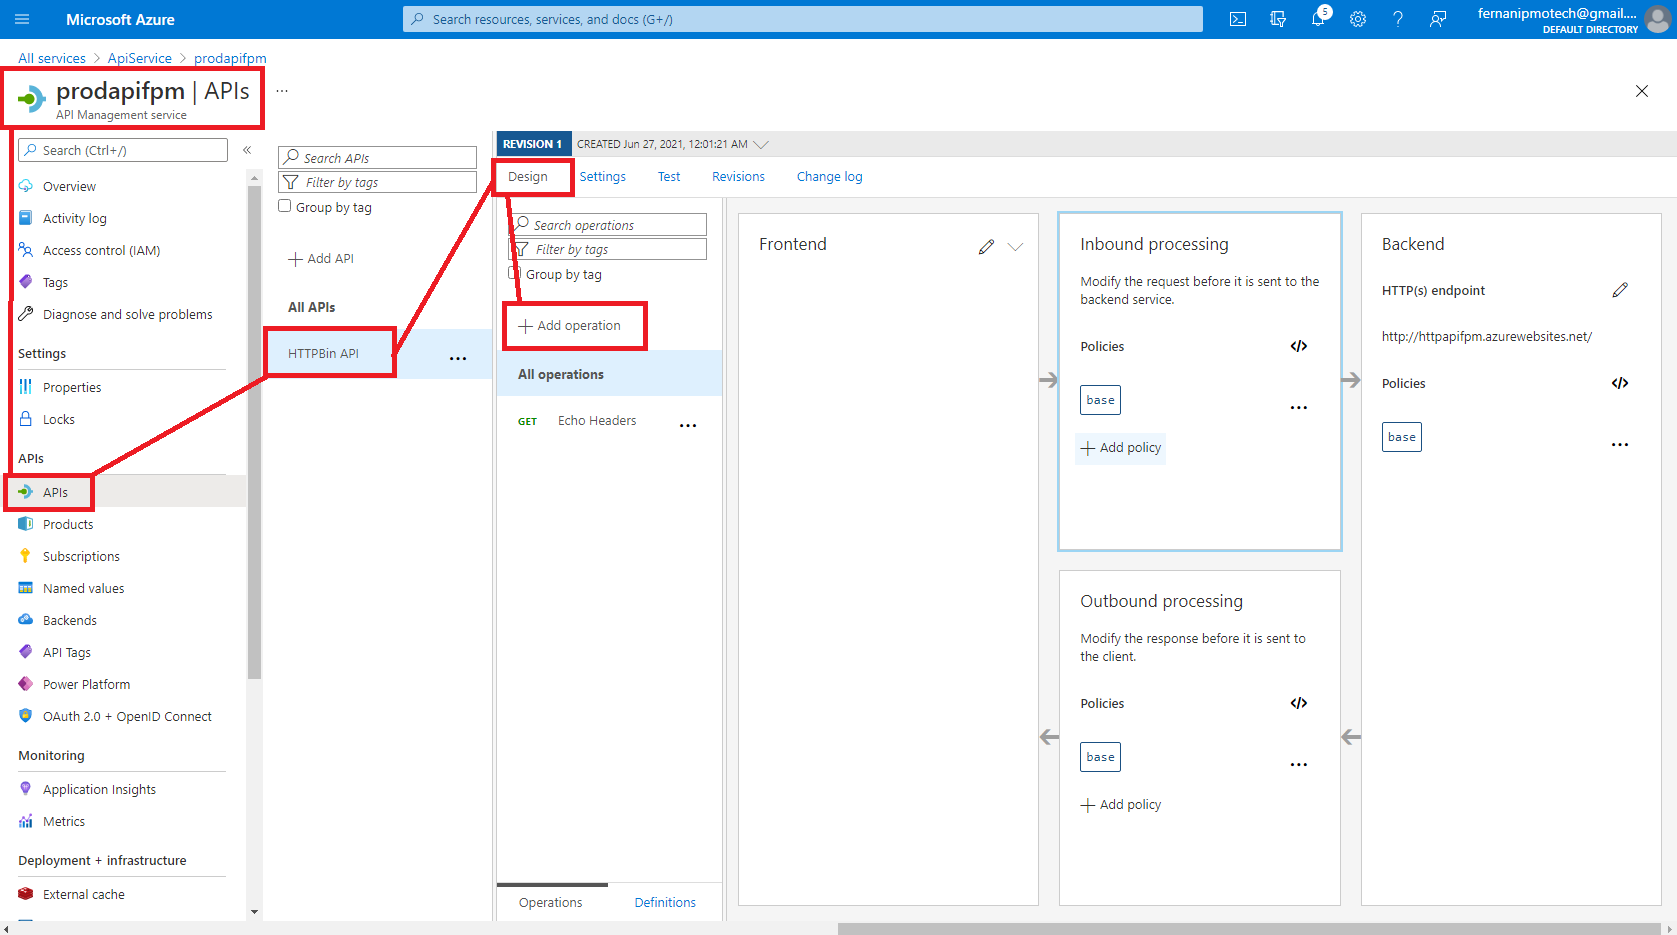 Microsoft Azure
Search resources, services, and docs (G+/)
5
fernanipmotech@gmail....
DEFAULT DIRECTORY
All services > ApiService > prodapifpm
prodapifpm | APIs ...
API Management service
Search (Ctrl+/)
«
Overview
Activity log
Access control (IAM)
Tags
Diagnose and solve problems
Settings
Properties
Locks
APIs
APIs
Products
Subscriptions
Named values
Backends
API Tags
Power Platform
OAuth 2.0 + OpenID Connect
Monitoring
Application Insights
Metrics
Deployment + infrastructure
External cache
Search APIs
Filter by tags
Group by tag
+ Add API
All APIs
HTTPBin API ...
REVISION 1 CREATED Jun 27, 2021, 12:01:21 AM
Design Settings Test Revisions Change log
Search operations
Filter by tags
Group by tag
+ Add operation
All operations
GET Echo Headers ...
Operations Definitions
Frontend
Inbound processing
Modify the request before it is sent to the
backend service.
Policies </>
base ...
+ Add policy
Outbound processing
Modify the response before it is sent to
the client.
Policies </>
base ...
+ Add policy
Backend
HTTP(s) endpoint
http://httpapifpm.azurewebsites.net/
Policies </>
base ...